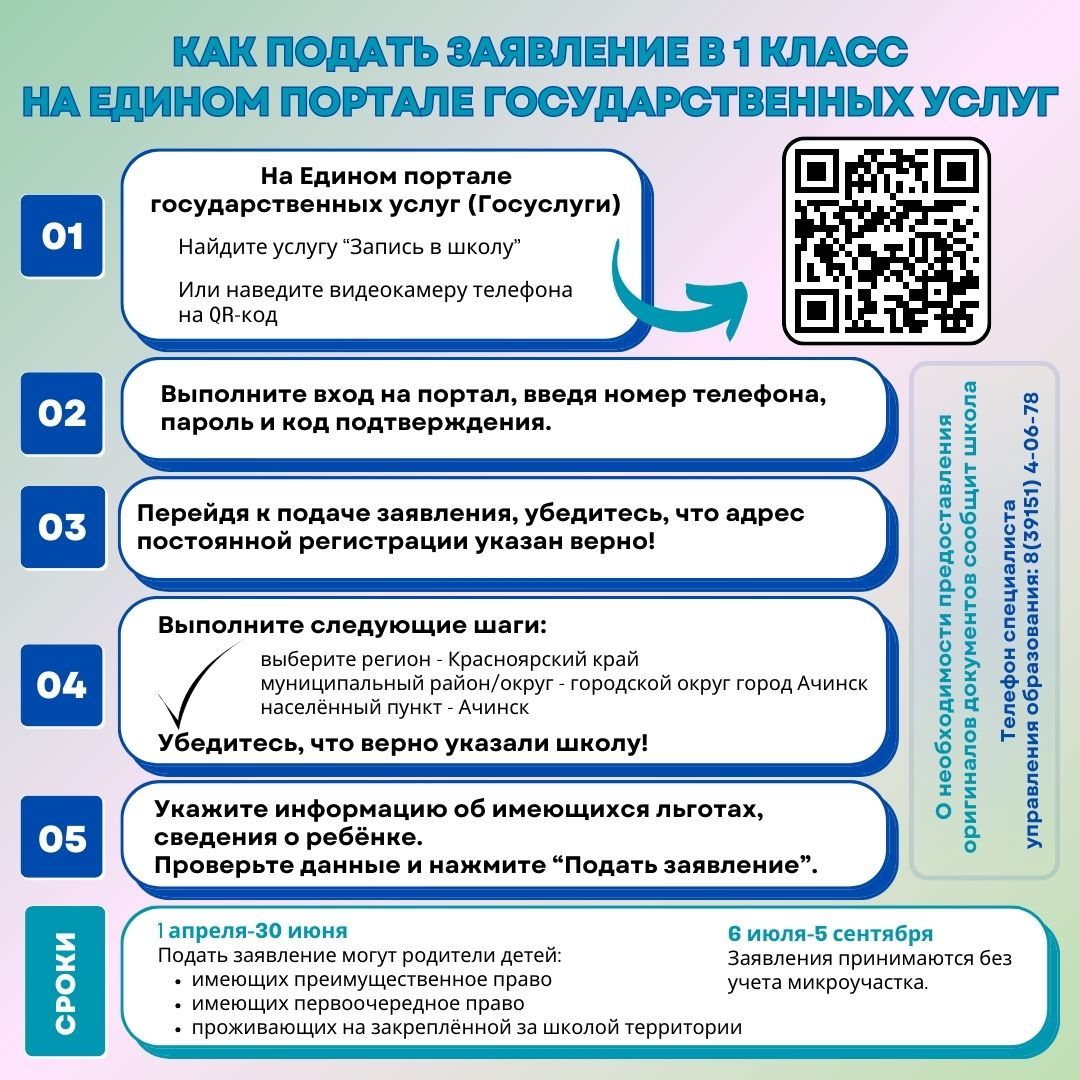 КАК ПОДАТЬ ЗАЯВЛЕНИЕ В 1 КЛАСС
НА ЕДИНОМ ПОРТАЛЕ ГОСУДАРСТВЕННЫХ УСЛУГ
01
На Едином портале
государственных услуг (Госуслуги)
Найдите услугу “Запись в школу”
Или наведите видеокамеру телефона
на QR-код
02
Выполните вход на портал, введя номер телефона,
пароль и код подтверждения.
03
Перейдя к подаче заявления, убедитесь, что адрес
постоянной регистрации указан верно!
04
Выполните следующие шаги:
выберите регион - Красноярский край
муниципальный район/округ - городской округ город Ачинск
населённый пункт - Ачинск
Убедитесь, что верно указали школу!
05
Укажите информацию об имеющихся льготах,
сведения о ребёнке.
Проверьте данные и нажмите “Подать заявление”.
О необходимости предоставления
оригиналов документов сообщит школа
Телефон специалиста
управления образования: 8(39151) 4-06-78
СРОКИ
1 апреля-30 июня
Подать заявление могут родители детей:
• имеющих преимущественное право
• имеющих первоочередное право
• проживающих на закреплённой за школой территории
6 июля-5 сентября
Заявления принимаются без
учета микроучастка.